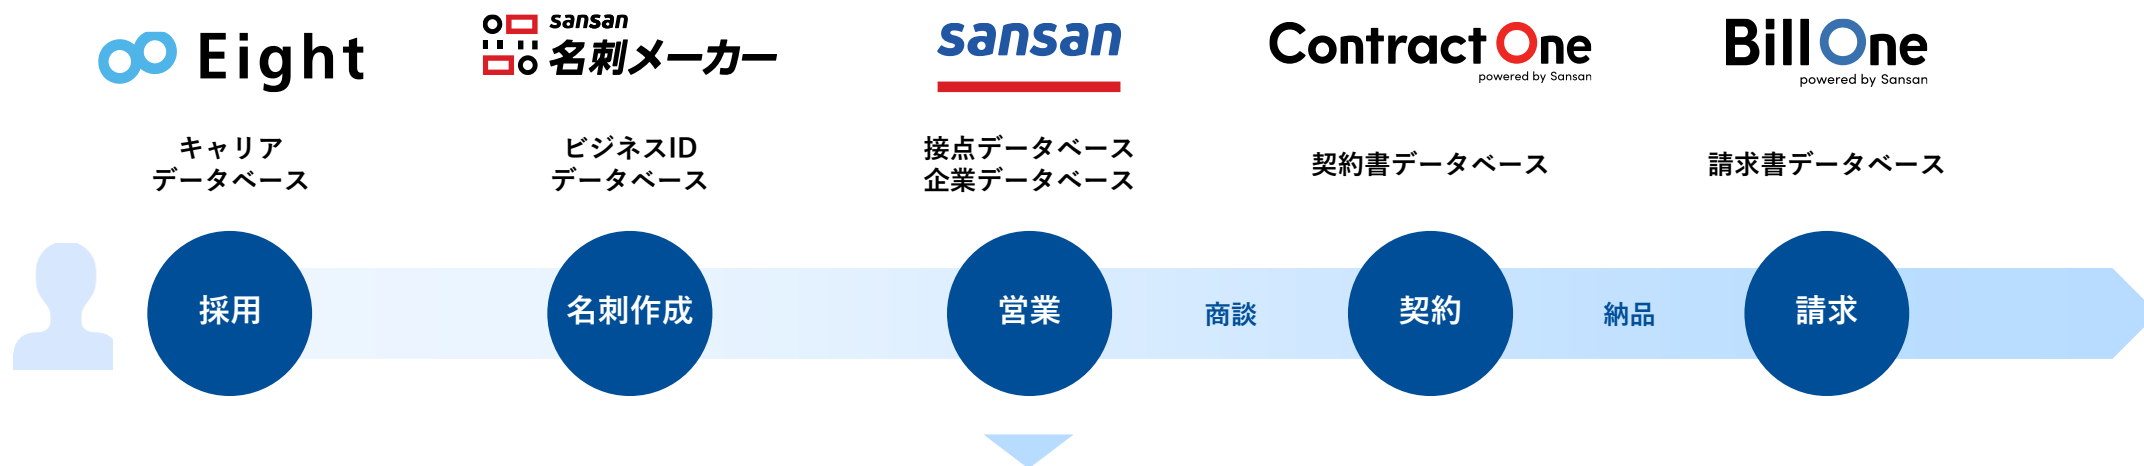 Eight
sansan
名刺メーカー
sansan
Contract One
powered by Sansan
Bill One
powered by Sansan
キャリア
データベース
ビジネスID
データベース
接点データベース
企業データベース
契約書データベース
請求書データベース
採用
名刺作成
営業
商談
契約
納品
請求